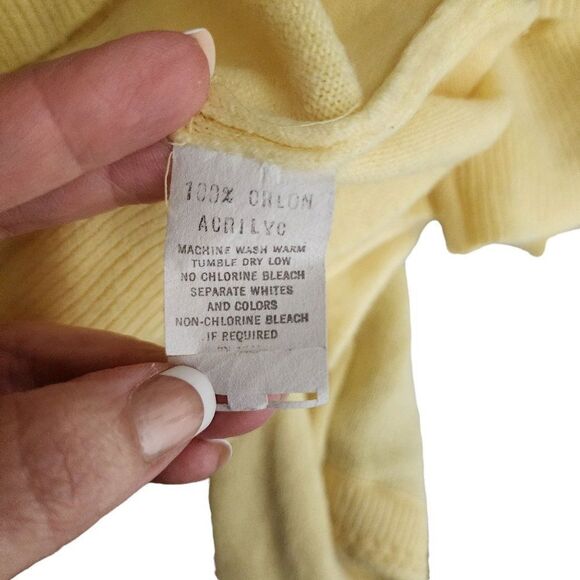 100% ORLON
ACRILYC
MACHINE WASH WARM
TUMBLE DRY LOW
NO CHLORINE BLEACH
SEPARATE WHITES
AND COLORS
NON-CHLORINE BLEACH
IF REQUIRED